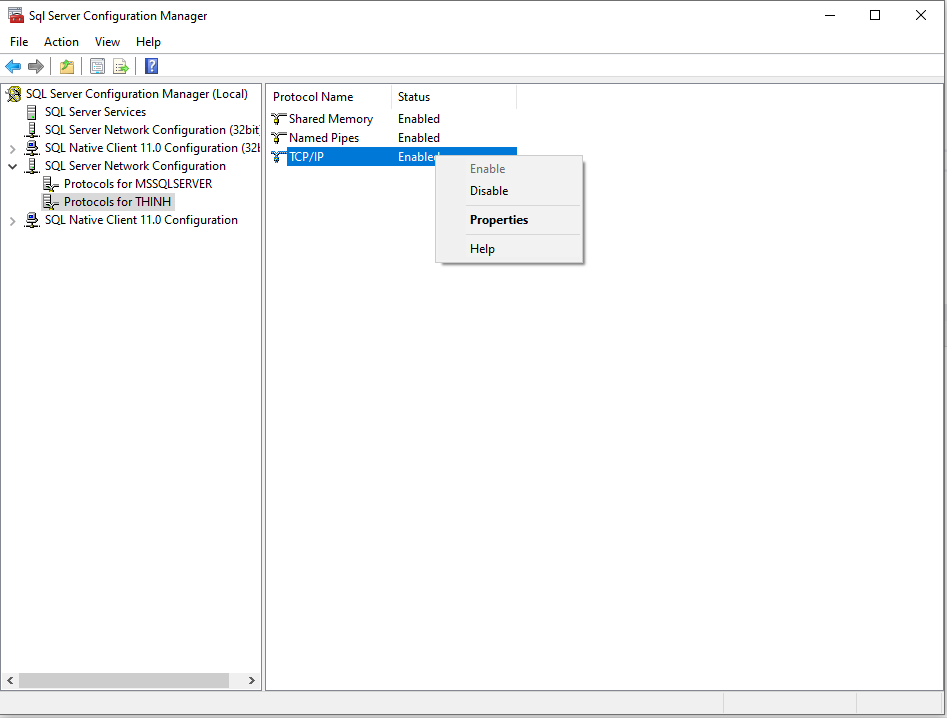 Sql Server Configuration Manager
File Action View Help
SQL Server Configuration Manager (Local)
SQL Server Services
SQL Server Network Configuration (32bit
SQL Native Client 11.0 Configuration (32b
SQL Server Network Configuration
Protocols for MSSQLSERVER
Protocols for THINH
SQL Native Client 11.0 Configuration
Protocol Name Status
Shared Memory Enabled
Named Pipes Enabled
TCP/IP Enabled
Enable
Disable
Properties
Help